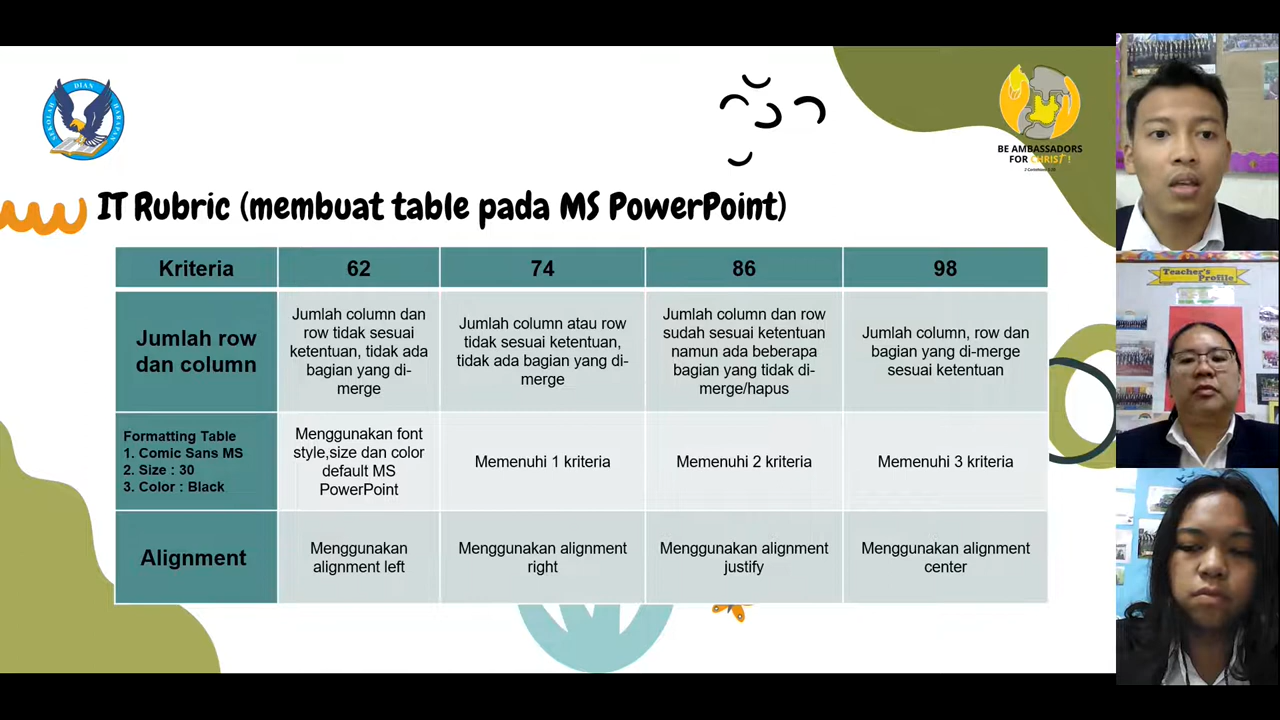 SEKOLAH DIAN HARAPAN
BE AMBASSADORS
FOR CHRIST !
IT Rubric (membuat table pada MS PowerPoint)
Kriteria
62
74
86
98
Jumlah row
dan column
Jumlah column dan
row tidak sesuai
ketentuan, tidak ada
bagian yang di-
merge
Jumlah column atau row
tidak sesuai ketentuan,
tidak ada bagian yang di-
merge
Jumlah column dan row
sudah sesuai ketentuan
namun ada beberapa
bagian yang tidak di-
merge/hapus
Jumlah column, row dan
bagian yang di-merge
sesuai ketentuan
Formatting Table
1. Comic Sans MS
2. Size : 30
3. Color : Black
Menggunakan font
style,size dan color
default MS
PowerPoint
Memenuhi 1 kriteria
Memenuhi 2 kriteria
Memenuhi 3 kriteria
Alignment
Menggunakan
alignment left
Menggunakan alignment
right
Menggunakan alignment
justify
Menggunakan alignment
center
Teacher's
Profile